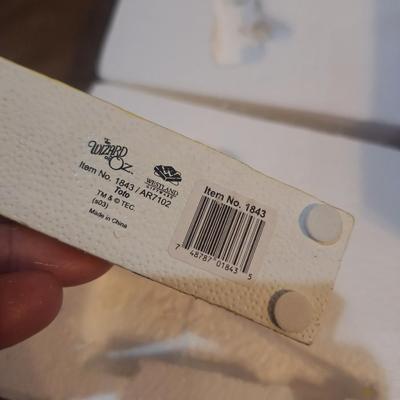 The
WIZARD
of OZ
Item No. 1843 / AR7102
Toto
TM & © TEC.
(s03)
Made in China
WESTLAND
GIFTWARE
Item No. 1843
7 48787 01843 5